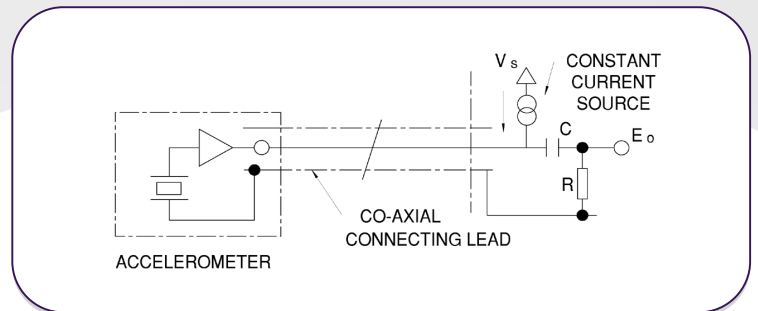 V s
CONSTANT
CURRENT
SOURCE
C
E o
R
CO-AXIAL
CONNECTING LEAD
ACCELEROMETER